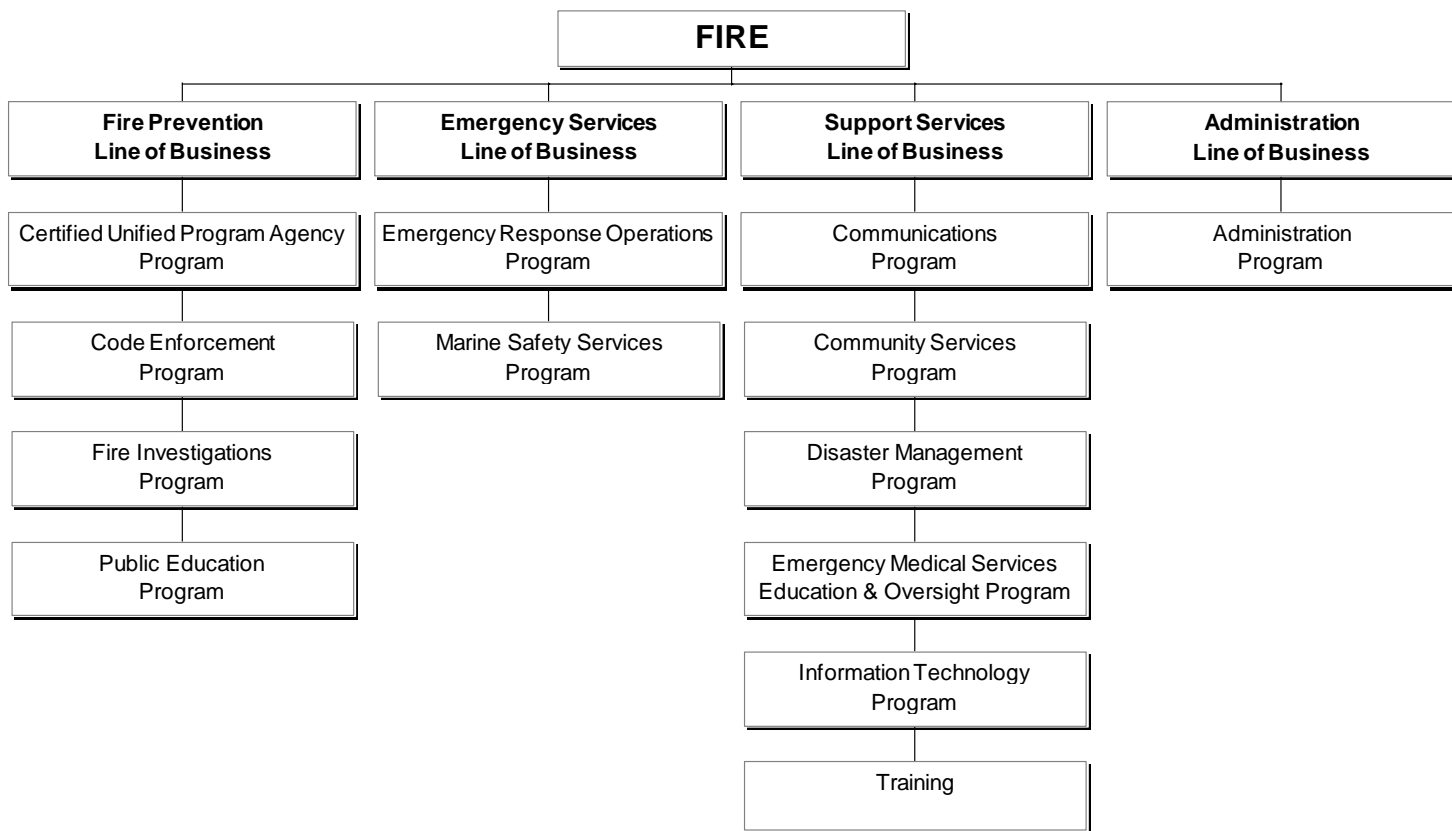 FIRE
Fire Prevention
Line of Business
Emergency Services
Line of Business
Support Services
Line of Business
Administration
Line of Business
Certified Unified Program Agency
Program
Emergency Response Operations
Program
Communications
Program
Administration
Program
Code Enforcement
Program
Marine Safety Services
Program
Community Services
Program
Fire Investigations
Program
Disaster Management
Program
Public Education
Program
Emergency Medical Services
Education & Oversight Program
Information Technology
Program
Training